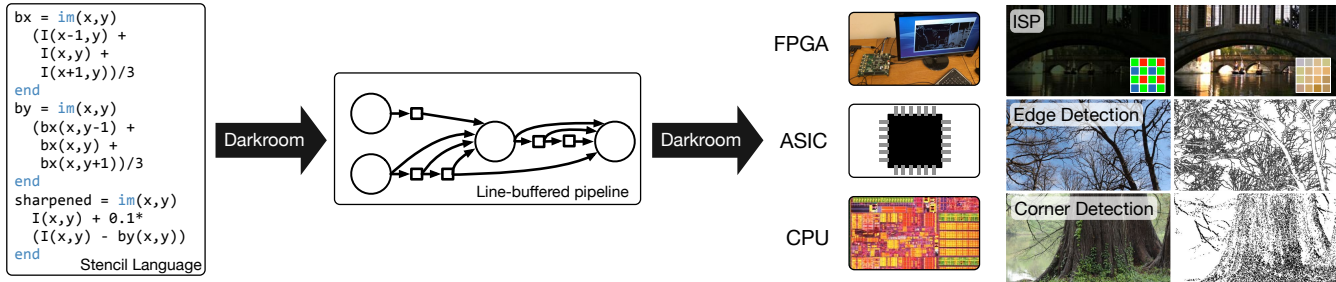 bx = im(x,y)
(I(x-1,y) +
I(x,y) +
I(x+1,y))/3
end
by = im(x,y)
(bx(x,y-1) +
bx(x,y) +
bx(x,y+1))/3
end
sharpened = im(x,y)
I(x,y) + 0.1*
(I(x,y) - by(x,y))
end
Stencil Language
Darkroom
Line-buffered pipeline
Darkroom
FPGA
ASIC
CPU
ISP
Edge Detection
Corner Detection